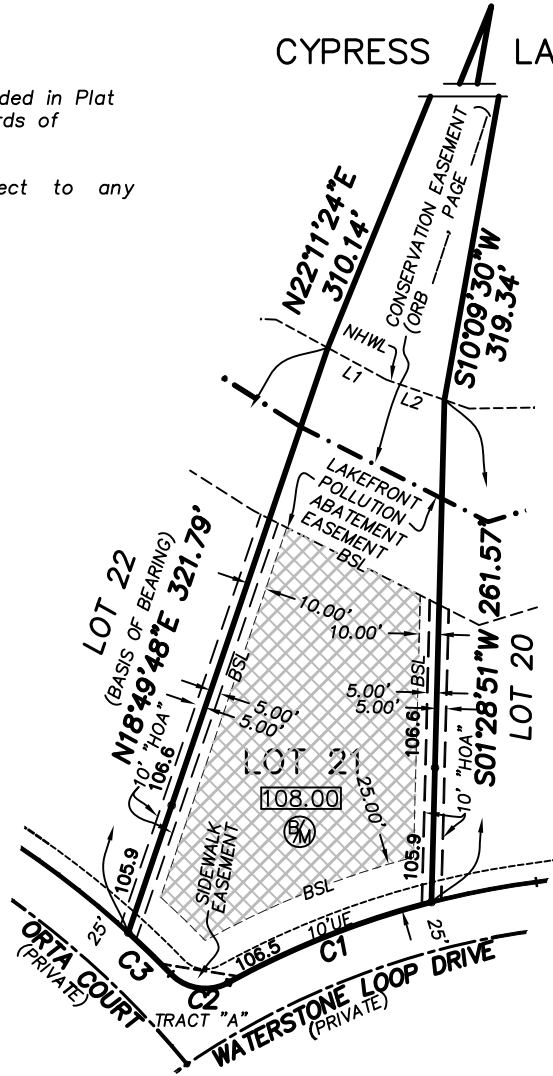 CYPRESS LA
ded in Plat
rds of
ect to any
CONSERVATION EASEMENT
(ORB PAGE )
N22°11'24"E
310.14'
S10°09'30"W
319.34'
NHWL
L1
L2
LAKEFRONT
POLLUTION
ABATEMENT
EASEMENT
BSL
LOT 22
(BASIS OF BEARING)
N18°49'48"E 321.79'
S01°28'51"W 261.57'
LOT 20
10.00'
10.00'
BSL
BSL
5.00'
5.00'
5.00'
5.00'
106.6
106.6
10' "HOA"
10' "HOA"
LOT 21
108.00
25.00'
SIDEWALK
EASEMENT
105.9
105.9
BSL
10'UE
106.5
25'
25'
C1
C2
C3
ORTA COURT
(PRIVATE)
TRACT "A"
WATERSTONE LOOP DRIVE
(PRIVATE)